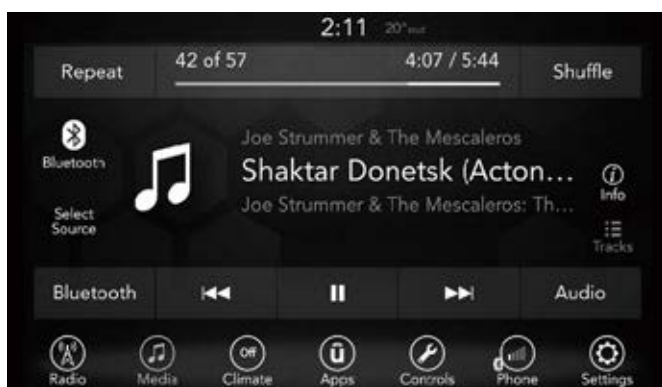 2:11 20° out
Repeat 42 of 57 4:07 / 5:44 Shuffle
Bluetooth
Joe Strummer & The Mescaleros
Shaktar Donetsk (Acton...
Info
Select
Source
Joe Strummer & The Mescaleros: Th...
Tracks
Bluetooth Audio
Radio Media Off Climate ū Apps Controls Phone Settings